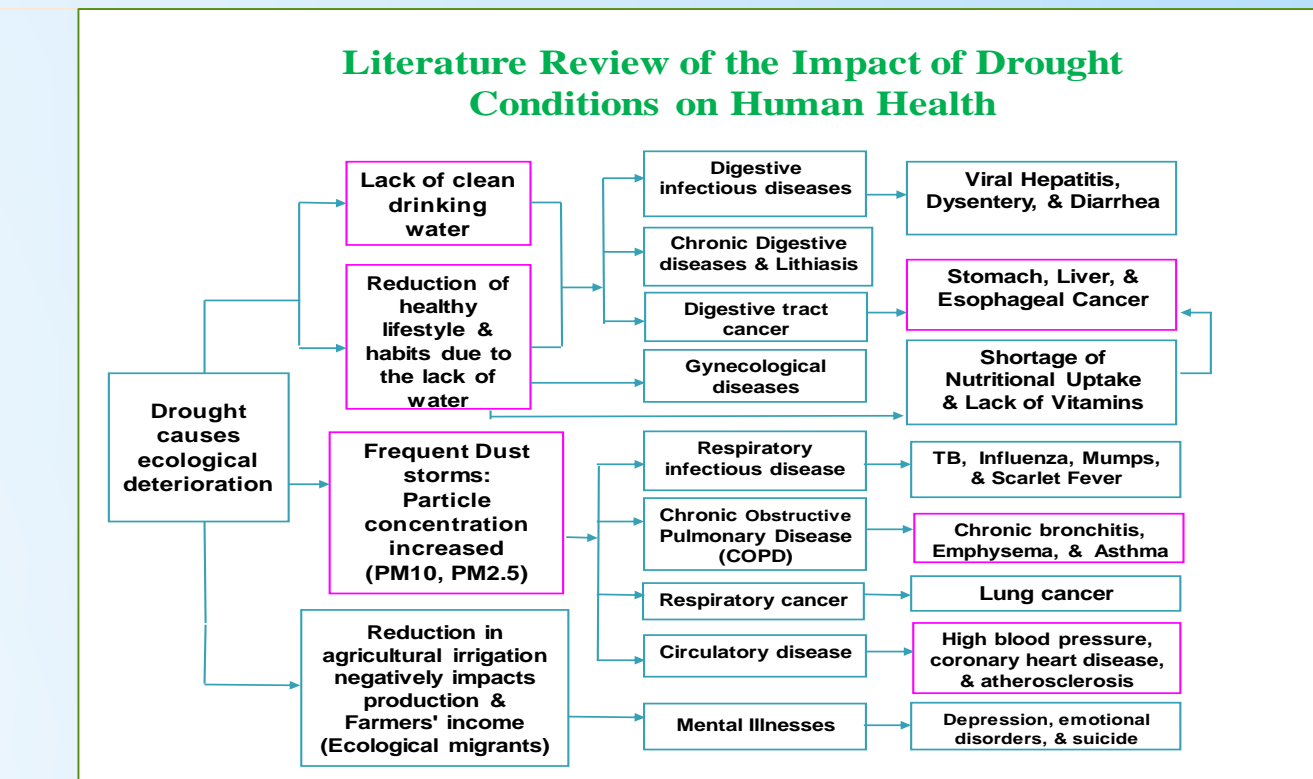 Literature Review of the Impact of Drought
Conditions on Human Health
Drought
causes
ecological
deterioration
Lack of clean
drinking
water
Reduction of
healthy
lifestyle &
habits due to
the lack of
water
Frequent Dust
storms:
Particle
concentration
increased
(PM10, PM2.5)
Reduction in
agricultural irrigation
negatively impacts
production &
Farmers' income
(Ecological migrants)
Digestive
infectious diseases
Chronic Digestive
diseases & Lithiasis
Digestive tract
cancer
Gynecological
diseases
Respiratory
infectious disease
Chronic Obstructive
Pulmonary Disease
(COPD)
Respiratory cancer
Circulatory disease
Mental Illnesses
Viral Hepatitis,
Dysentery, & Diarrhea
Stomach, Liver, &
Esophageal Cancer
Shortage of
Nutritional Uptake
& Lack of Vitamins
TB, Influenza, Mumps,
& Scarlet Fever
Chronic bronchitis,
Emphysema, & Asthma
Lung cancer
High blood pressure,
coronary heart disease,
& atherosclerosis
Depression, emotional
disorders, & suicide